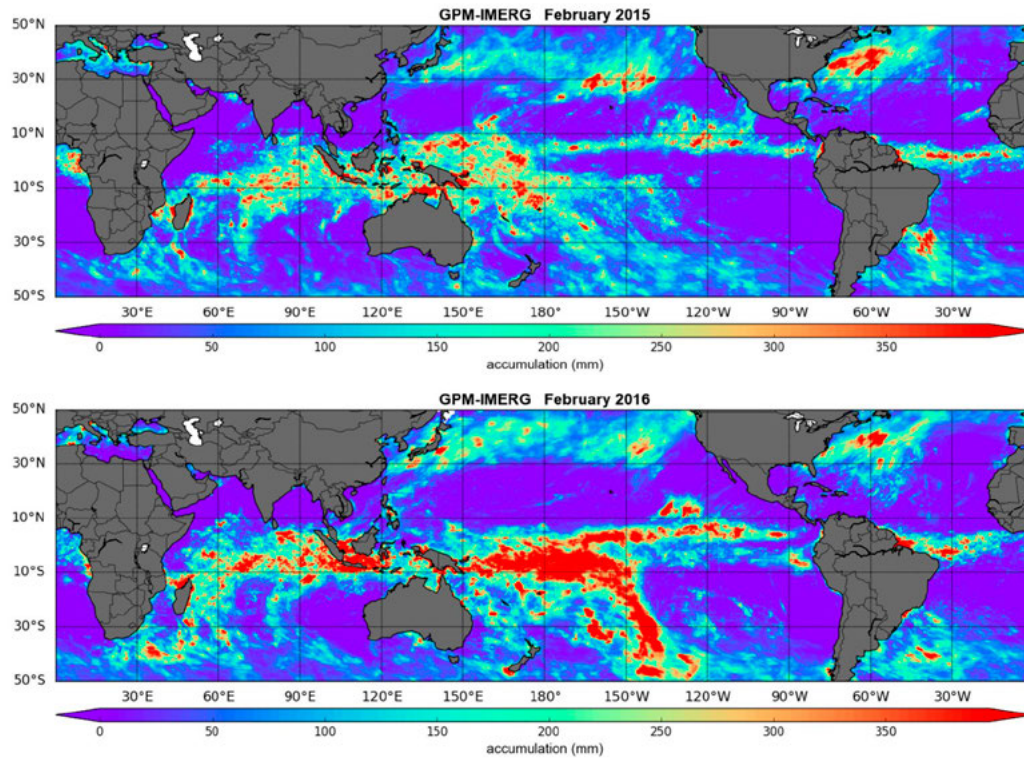 GPM-IMERG February 2015
50°N
30°N
10°N
10°S
30°S
50°S
30°E 60°E 90°E 120°E 150°E 180° 150°W 120°W 90°W 60°W 30°W
0 50 100 150 200 250 300 350
accumulation (mm)
GPM-IMERG February 2016
50°N
30°N
10°N
10°S
30°S
50°S
30°E 60°E 90°E 120°E 150°E 180° 150°W 120°W 90°W 60°W 30°W
0 50 100 150 200 250 300 350
accumulation (mm)